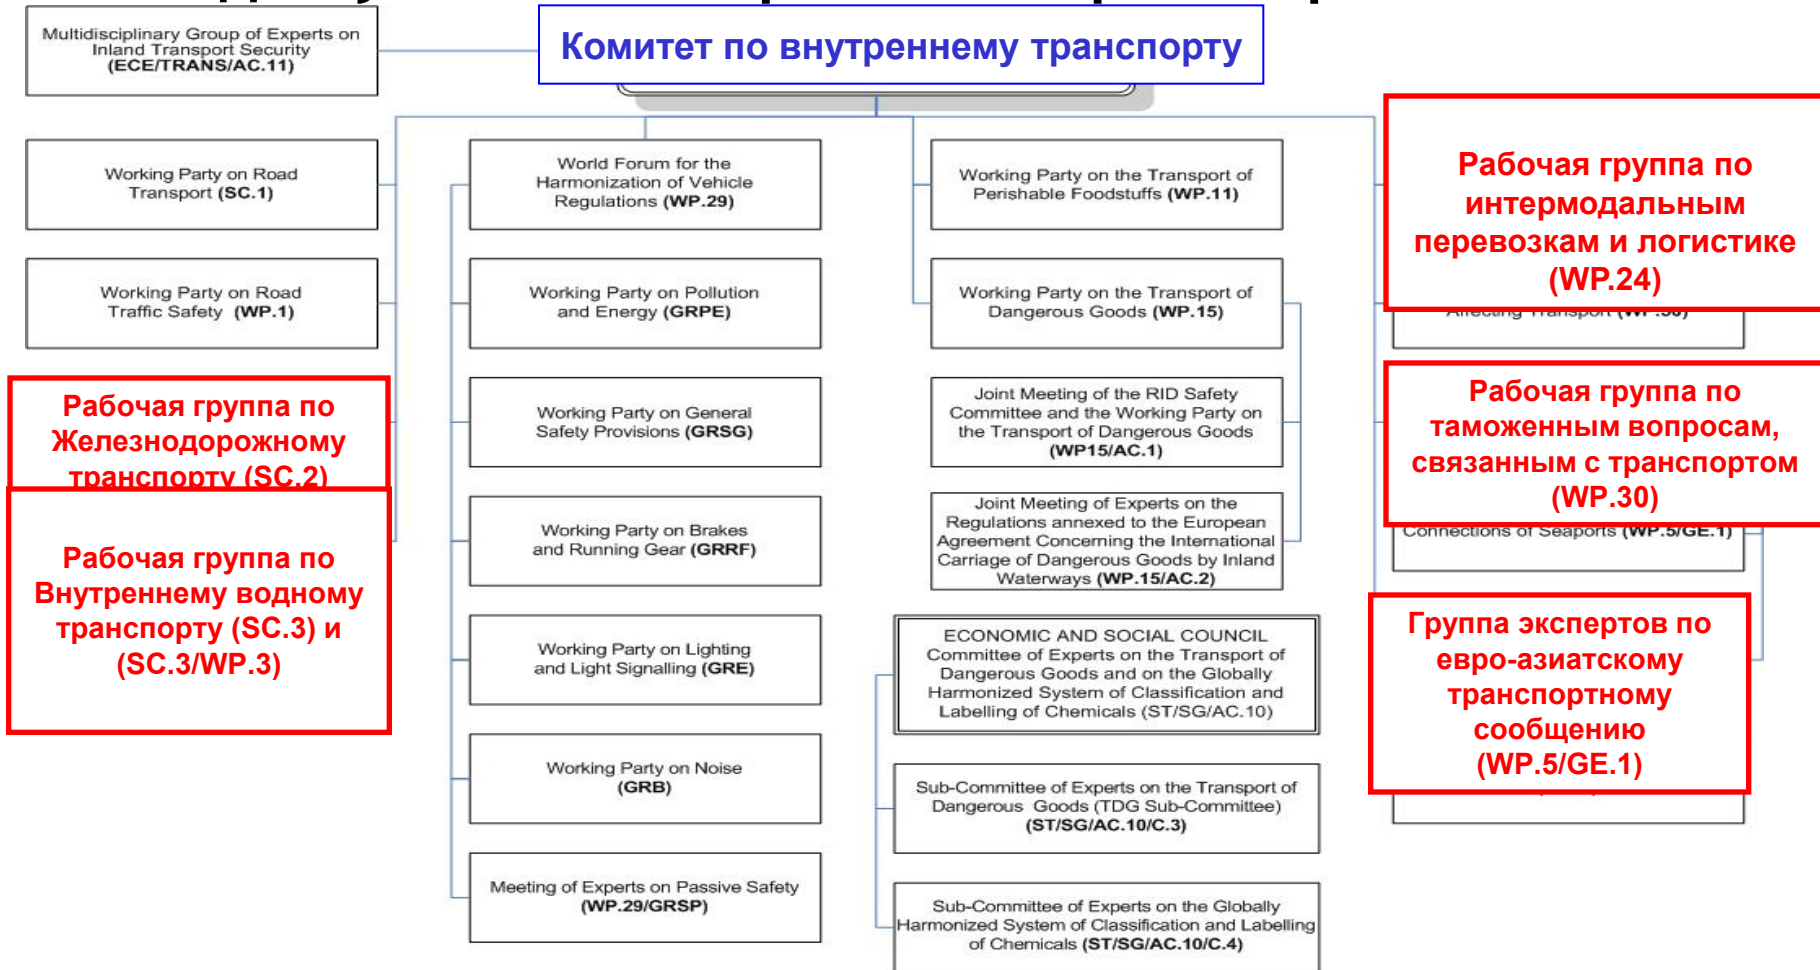 Multidisciplinary Group of Experts on
Inland Transport Security
(ECE/TRANS/AC.11)
Комитет по внутреннему транспорту
Working Party on Road
Transport (SC.1)
Working Party on Road
Traffic Safety (WP.1)
Рабочая группа по
Железнодорожному
транспорту (SC.2)
Рабочая группа по
Внутреннему водному
транспорту (SC.3) и
(SC.3/WP.3)
World Forum for the
Harmonization of Vehicle
Regulations (WP.29)
Working Party on Pollution
and Energy (GRPE)
Working Party on General
Safety Provisions (GRSG)
Working Party on Brakes
and Running Gear (GRRF)
Working Party on Lighting
and Light Signalling (GRE)
Working Party on Noise
(GRB)
Meeting of Experts on Passive Safety
(WP.29/GRSP)
Working Party on the Transport of
Perishable Foodstuffs (WP.11)
Working Party on the Transport of
Dangerous Goods (WP.15)
Joint Meeting of the RID Safety
Committee and the Working Party on
the Transport of Dangerous Goods
(WP15/AC.1)
Joint Meeting of Experts on the
Regulations annexed to the European
Agreement Concerning the International
Carriage of Dangerous Goods by Inland
Waterways (WP.15/AC.2)
ECONOMIC AND SOCIAL COUNCIL
Committee of Experts on the Transport of
Dangerous Goods and on the Globally
Harmonized System of Classification and
Labelling of Chemicals (ST/SG/AC.10)
Sub-Committee of Experts on the Transport of
Dangerous Goods (TDG Sub-Committee)
(ST/SG/AC.10/C.3)
Sub-Committee of Experts on the Globally
Harmonized System of Classification and Labelling
of Chemicals (ST/SG/AC.10/C.4)
Рабочая группа по
интермодальным
перевозкам и логистике
(WP.24)
Affecting Transport (WP.30)
Рабочая группа по
таможенным вопросам,
связанным с транспортом
(WP.30)
Connections of Seaports (WP.5/GE.1)
Группа экспертов по
евро-азиатскому
транспортному
сообщению
(WP.5/GE.1)